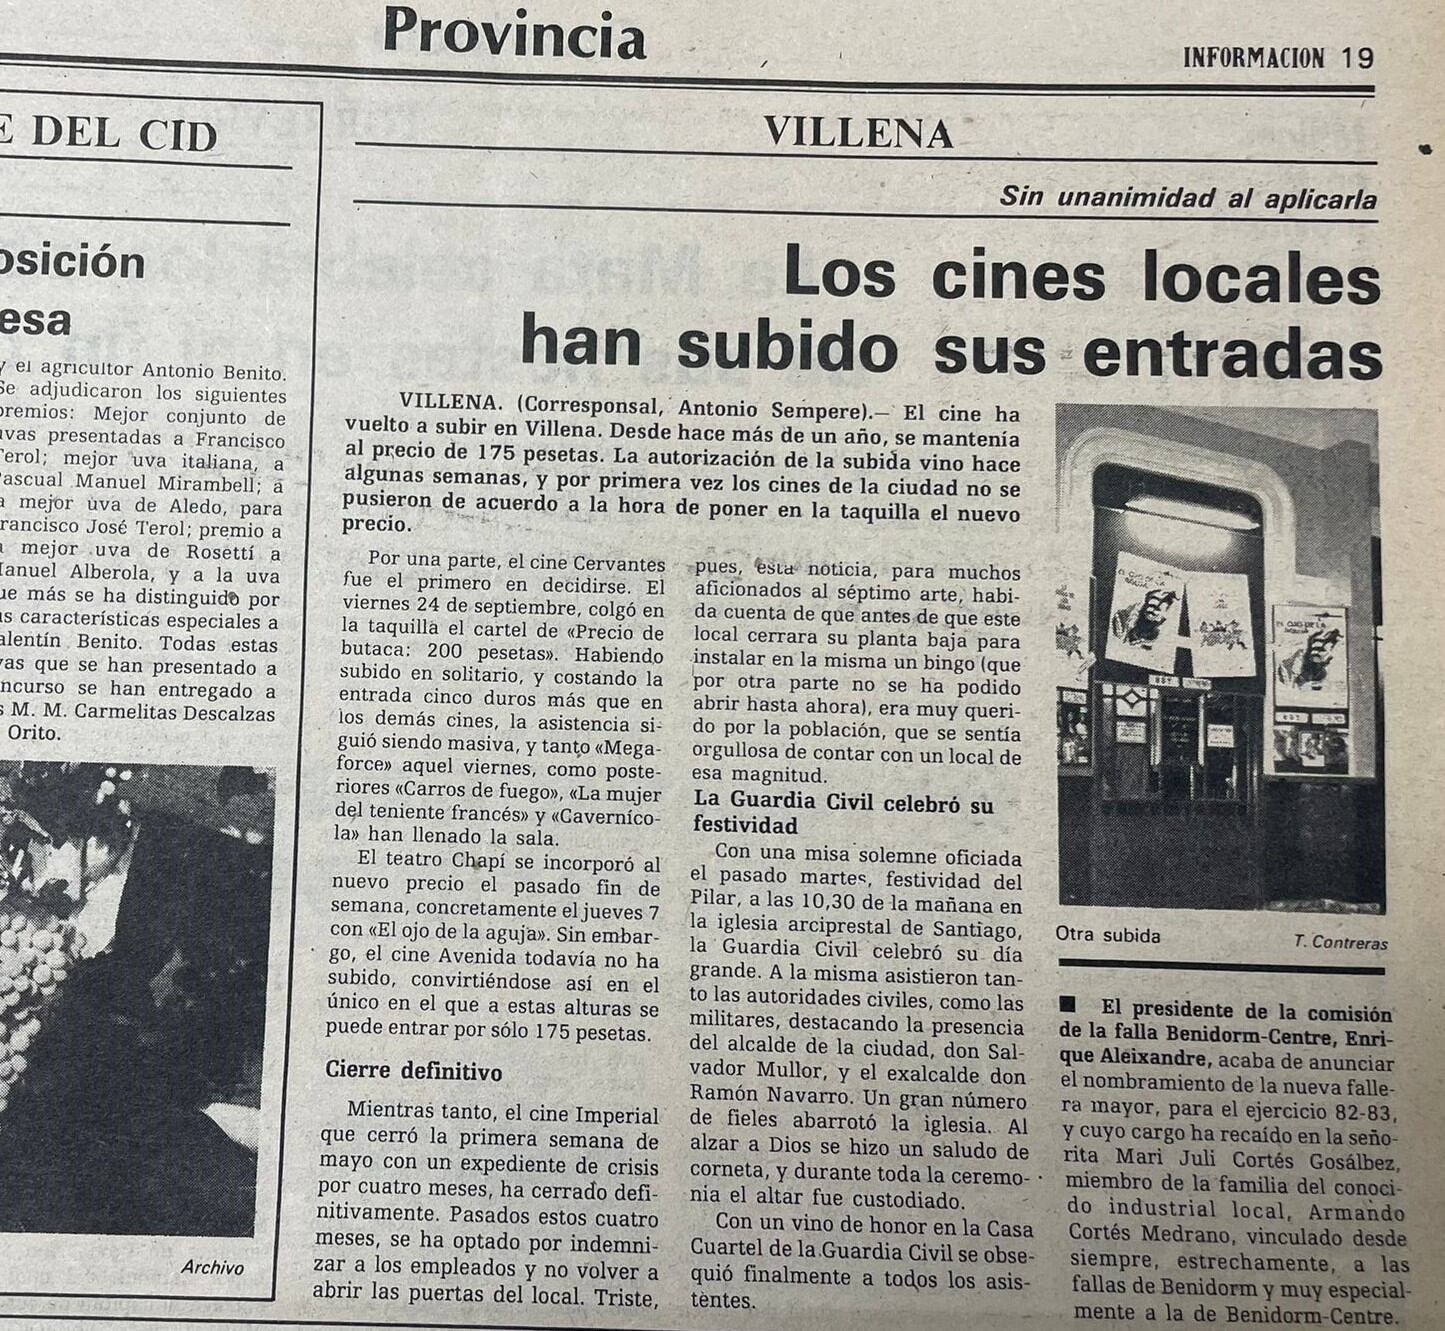 Provincia
INFORMACION 19
E DEL CID
osición
esa
y el agricultor Antonio Benito.
Se adjudicaron los siguientes
premios: Mejor conjunto de
uvas presentadas a Francisco
Terol; mejor uva italiana, a
Pascual Manuel Mirambell; a
a mejor uva de Aledo, para
Francisco José Terol; premio a
a mejor uva de Rosettí a
Manuel Alberola, y a la uva
que más se ha distinguido por
us características especiales a
alentín Benito. Todas estas
vas que se han presentado a
ncurso se han entregado a
s M. M. Carmelitas Descalzas
Orito.
Archivo
VILLENA
Sin unanimidad al aplicarla
Los cines locales
han subido sus entradas
VILLENA. (Corresponsal, Antonio Sempere).— El cine ha
vuelto a subir en Villena. Desde hace más de un año, se mantenía
al precio de 175 pesetas. La autorización de la subida vino hace
algunas semanas, y por primera vez los cines de la ciudad no se
pusieron de acuerdo a la hora de poner en la taquilla el nuevo
precio.
Por una parte, el cine Cervantes
fue el primero en decidirse. El
viernes 24 de septiembre, colgó en
la taquilla el cartel de «Precio de
butaca: 200 pesetas». Habiendo
subido en solitario, y costando la
entrada cinco duros más que en
los demás cines, la asistencia si-
guió siendo masiva, y tanto «Mega-
force» aquel viernes, como poste-
riores «Carros de fuego», «La mujer
del teniente francés» y «Caverníco-
la» han llenado la sala.
El teatro Chapí se incorporó al
nuevo precio el pasado fin de
semana, concretamente el jueves 7
con «El ojo de la aguja». Sin embar-
go, el cine Avenida todavía no ha
subido, convirtiéndose así en el
único en el que a estas alturas se
puede entrar por sólo 175 pesetas.
Cierre definitivo
Mientras tanto, el cine Imperial
que cerró la primera semana de
mayo con un expediente de crisis
por cuatro meses, ha cerrado defi-
nitivamente. Pasados estos cuatro
meses, se ha optado por indemni-
zar a los empleados y no volver a
abrir las puertas del local. Triste,
pues, esta noticia, para muchos
aficionados al séptimo arte, habi-
da cuenta de que antes de que este
local cerrara su planta baja para
instalar en la misma un bingo (que
por otra parte no se ha podido
abrir hasta ahora), era muy queri-
do por la población, que se sentía
orgullosa de contar con un local de
esa magnitud.
La Guardia Civil celebró su
festividad
Con una misa solemne oficiada
el pasado martes, festividad del
Pilar, a las 10,30 de la mañana en
la iglesia arciprestal de Santiago,
la Guardia Civil celebró su día
grande. A la misma asistieron tan-
to las autoridades civiles, como las
militares, destacando la presencia
del alcalde de la ciudad, don Sal-
vador Mullor, y el exalcalde don
Ramón Navarro. Un gran número
de fieles abarrotó la iglesia. Al
alzar a Dios se hizo un saludo de
corneta, y durante toda la ceremo-
nia el altar fue custodiado.
Con un vino de honor en la Casa
Cuartel de la Guardia Civil se obse-
quió finalmente a todos los asis-
tentes.
EL OJO DE LA
AGUJA
EL OJO DE LA
AGUJA
Otra subida
T. Contreras
■ El presidente de la comisión
de la falla Benidorm-Centre, Enri-
que Aleixandre, acaba de anunciar
el nombramiento de la nueva falle-
ra mayor, para el ejercicio 82-83,
y cuyo cargo ha recaído en la seño-
rita Mari Juli Cortés Gosálbez,
miembro de la familia del conoci-
do industrial local, Armando
Cortés Medrano, vinculado desde
siempre, estrechamente, a las
fallas de Benidorm y muy especial-
mente a la de Benidorm-Centre.